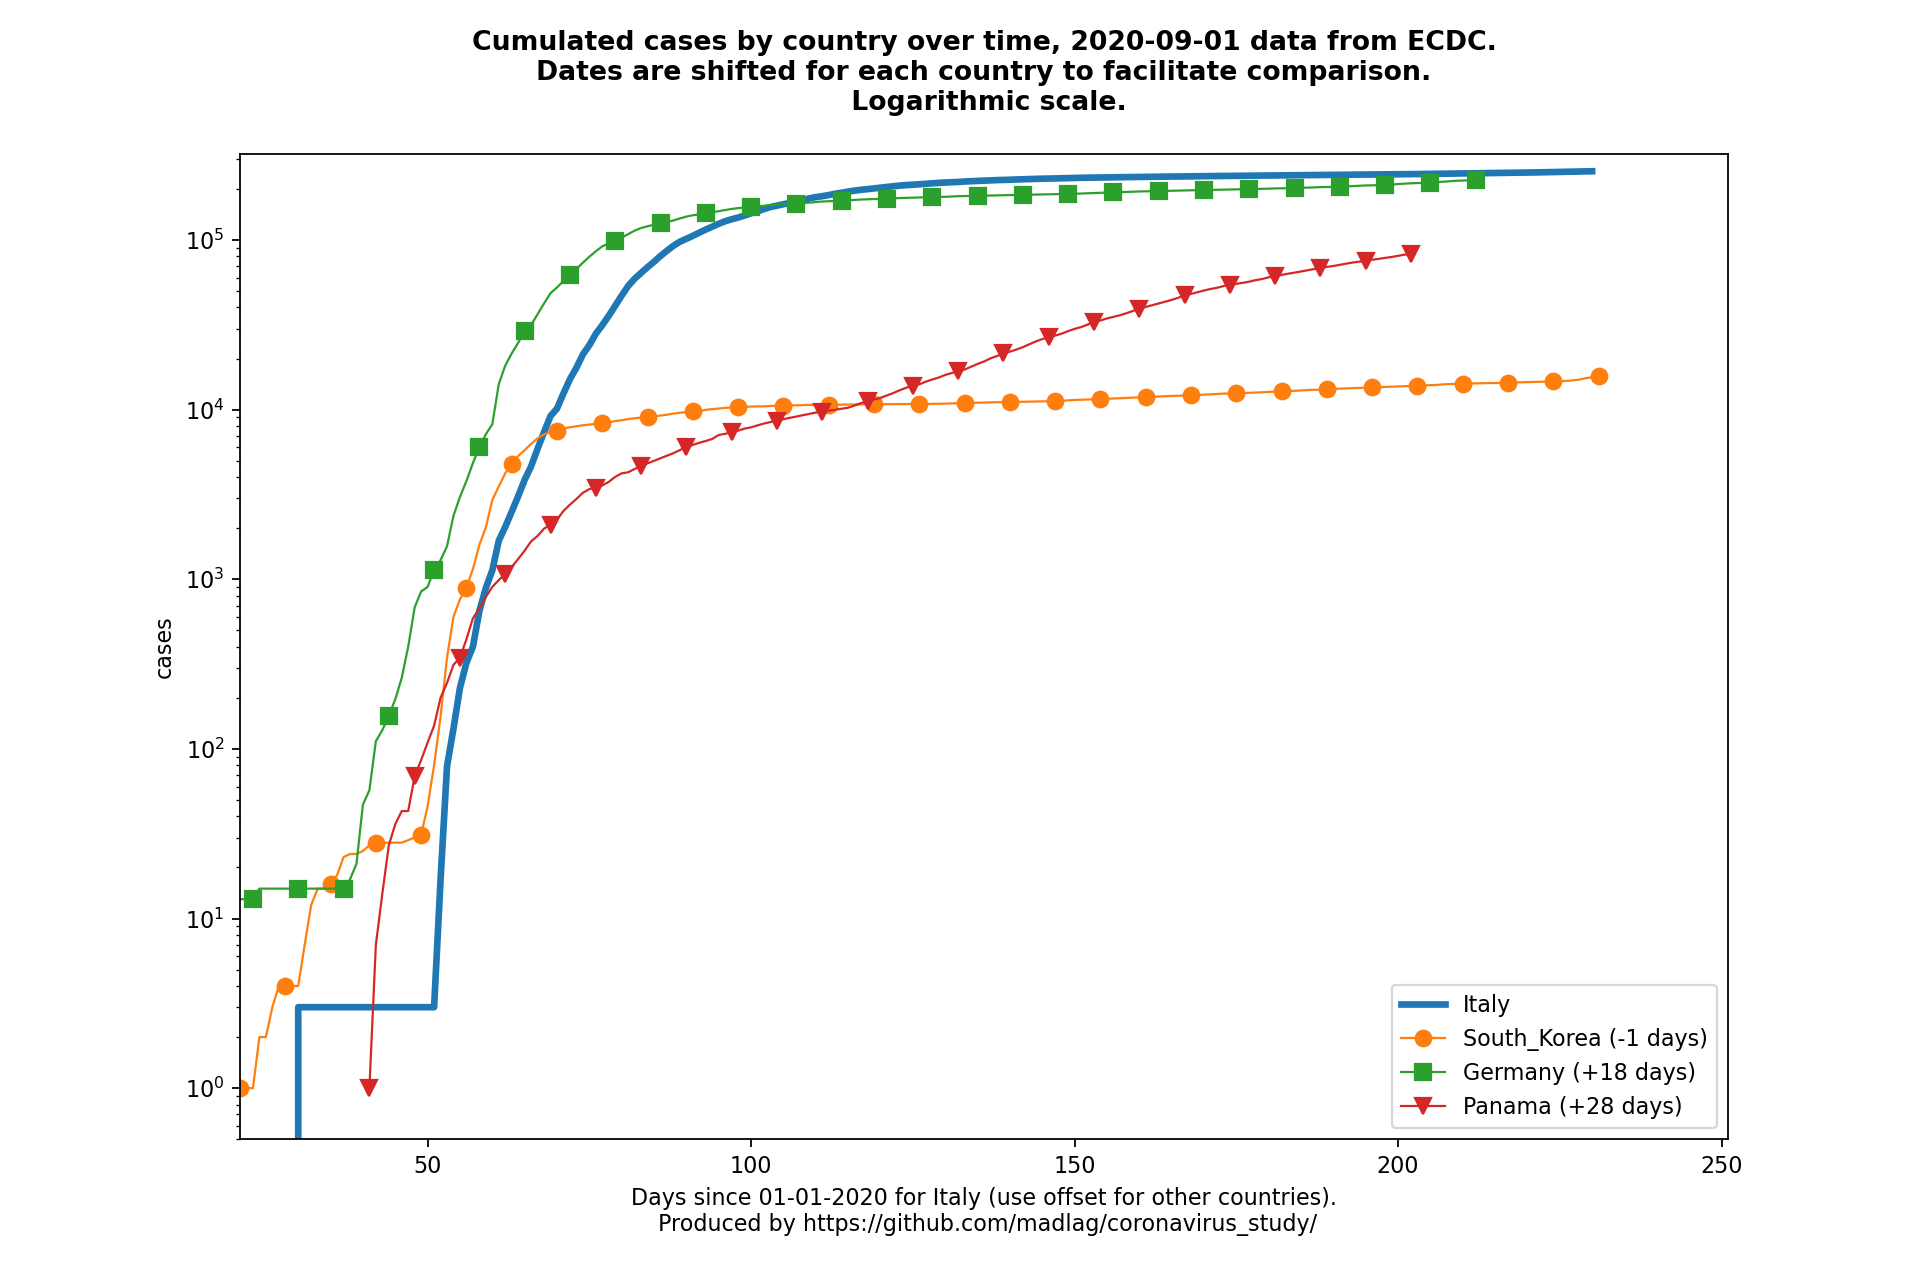 Cumulated cases by country over time, 2020-09-01 data from ECDC.
Dates are shifted for each country to facilitate comparison.
Logarithmic scale.
cases
10^5
10^4
10^3
10^2
10^1
10^0
50 100 150 200 250
Italy
South_Korea (-1 days)
Germany (+18 days)
Panama (+28 days)
Days since 01-01-2020 for Italy (use offset for other countries).
Produced by https://github.com/madlag/coronavirus_study/